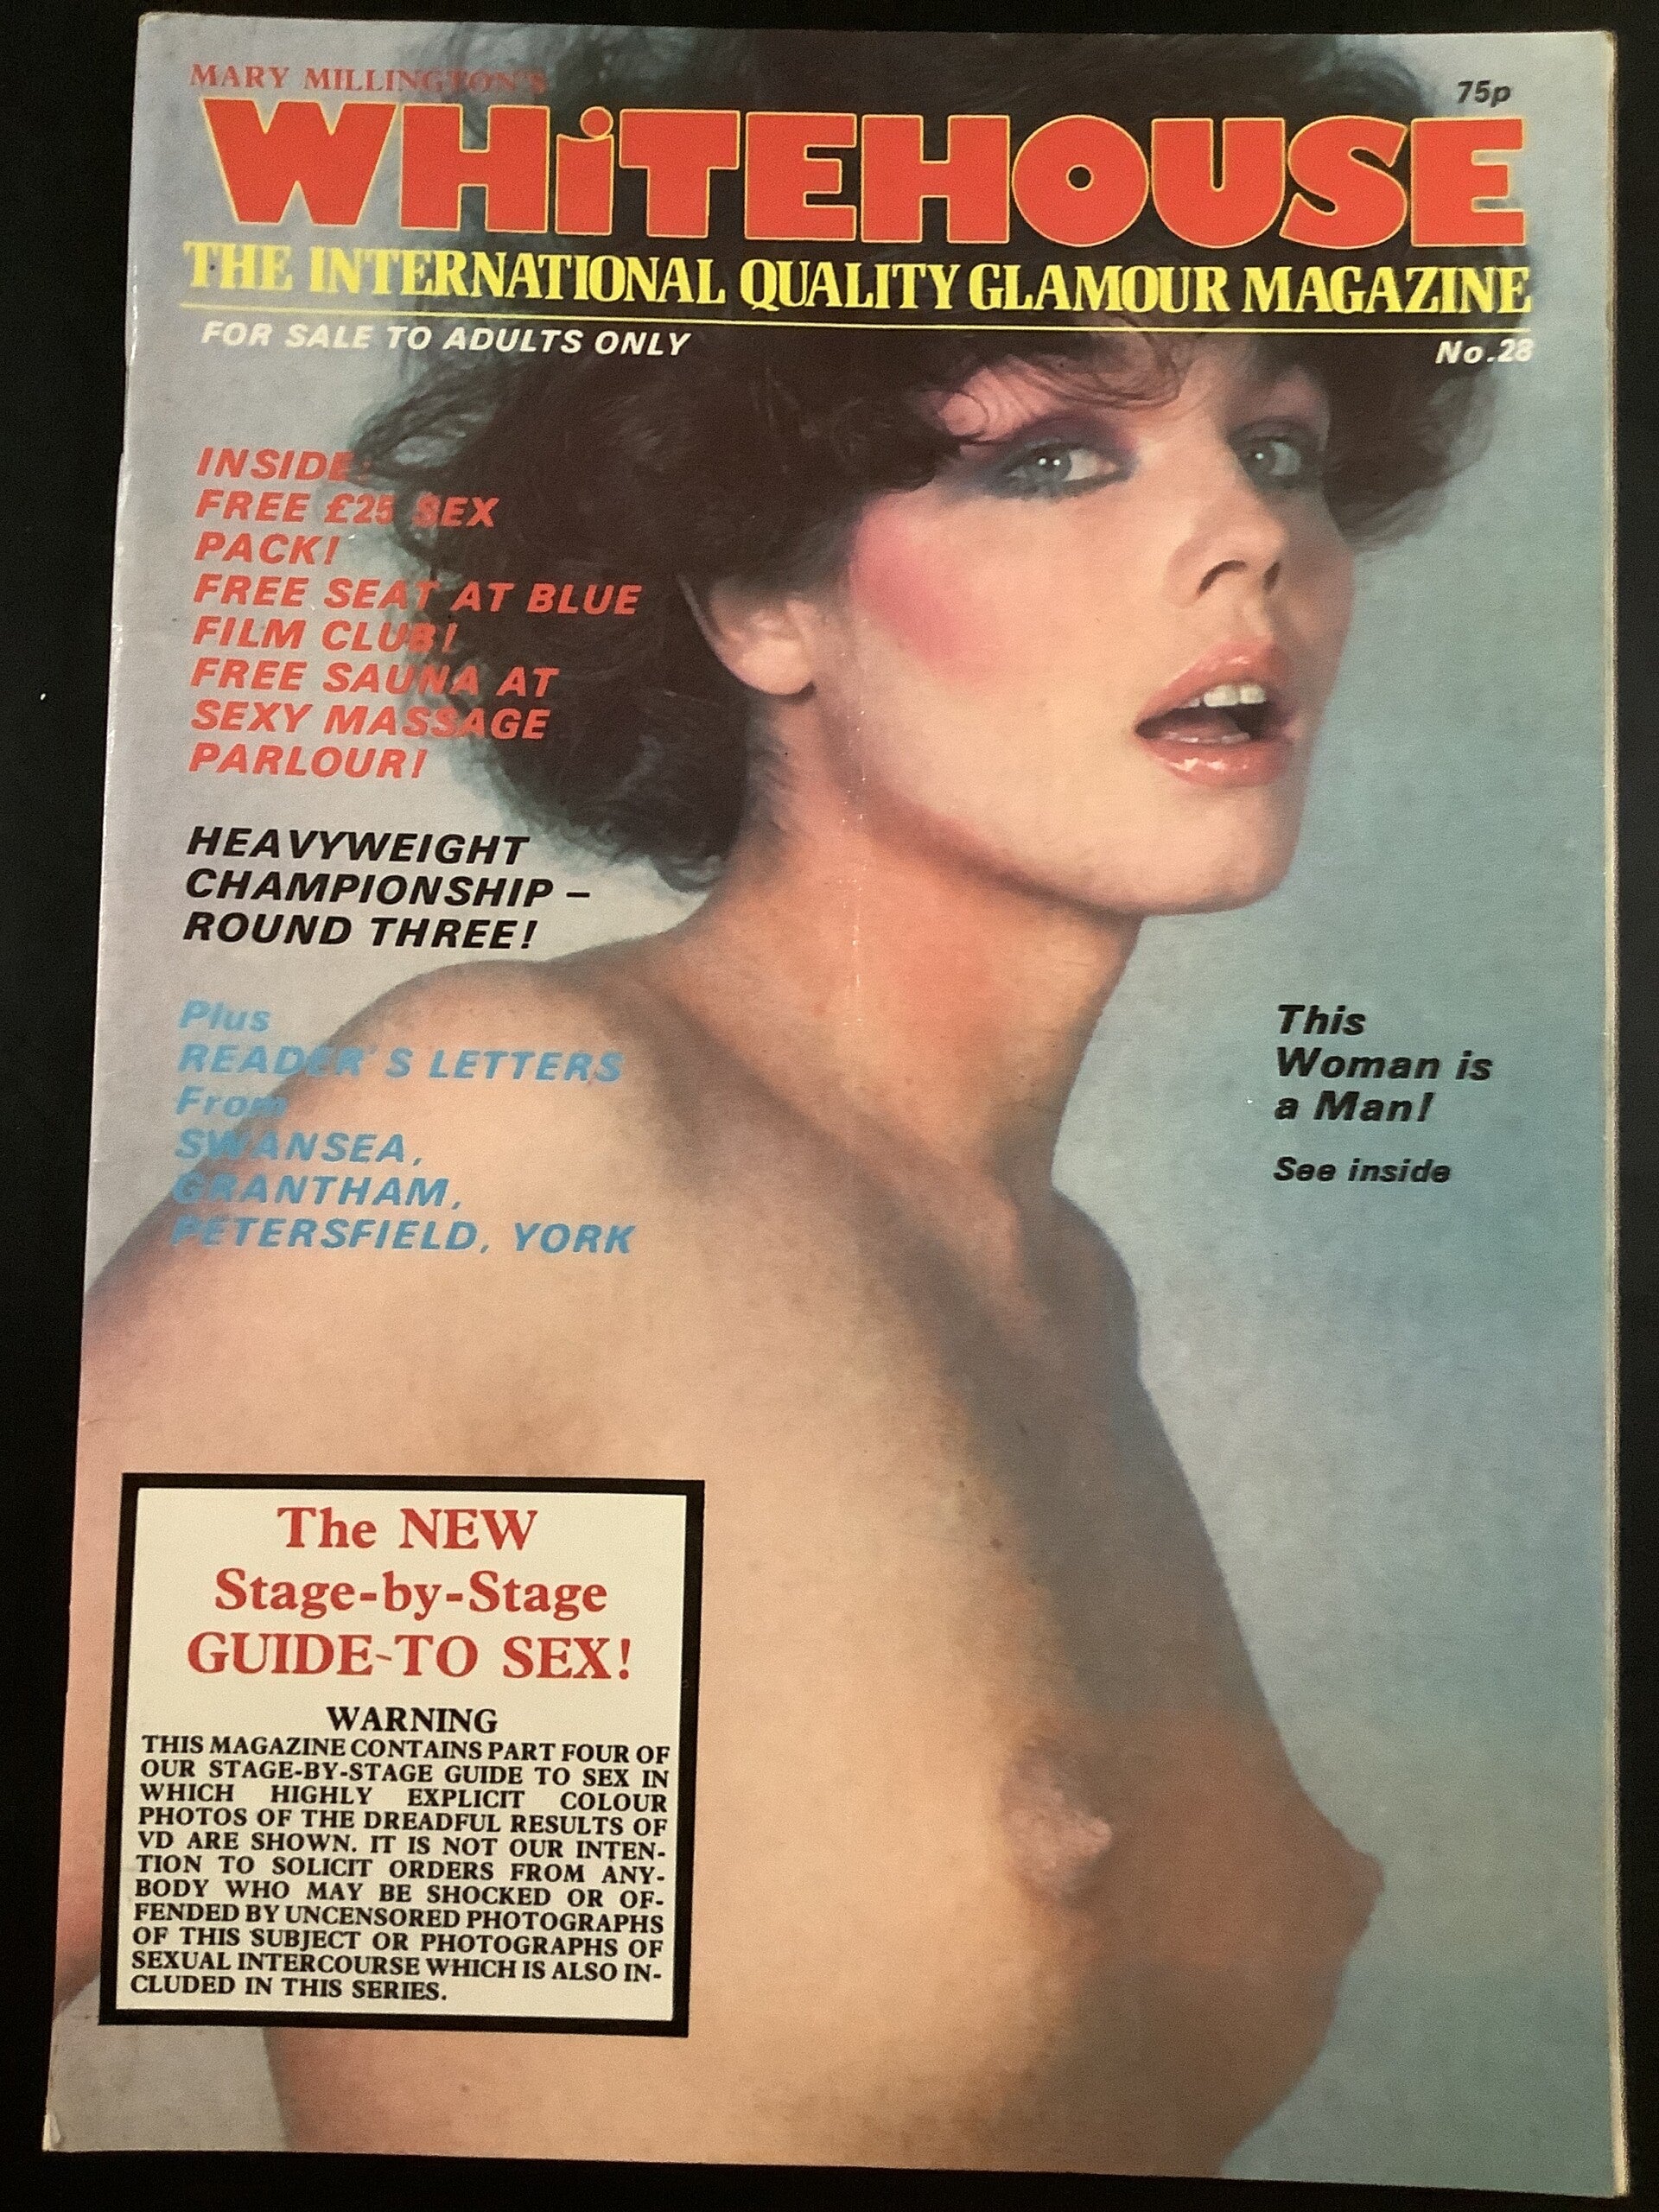 MARY MILLINGTON'S
75p
WHiTEHOUSE
THE INTERNATIONAL QUALITY GLAMOUR MAGAZINE
FOR SALE TO ADULTS ONLY
No.28
INSIDE:
FREE £25 SEX
PACK!
FREE SEAT AT BLUE
FILM CLUB!
FREE SAUNA AT
SEXY MASSAGE
PARLOUR!
HEAVYWEIGHT
CHAMPIONSHIP –
ROUND THREE!
Plus
READER'S LETTERS
From
SWANSEA,
GRANTHAM,
PETERSFIELD, YORK
This
Woman is
a Man!
See inside
The NEW
Stage-by-Stage
GUIDE-TO SEX!
WARNING
THIS MAGAZINE CONTAINS PART FOUR OF
OUR STAGE-BY-STAGE GUIDE TO SEX IN
WHICH HIGHLY EXPLICIT COLOUR
PHOTOS OF THE DREADFUL RESULTS OF
VD ARE SHOWN. IT IS NOT OUR INTEN-
TION TO SOLICIT ORDERS FROM ANY-
BODY WHO MAY BE SHOCKED OR OF-
FENDED BY UNCENSORED PHOTOGRAPHS
OF THIS SUBJECT OR PHOTOGRAPHS OF
SEXUAL INTERCOURSE WHICH IS ALSO IN-
CLUDED IN THIS SERIES.